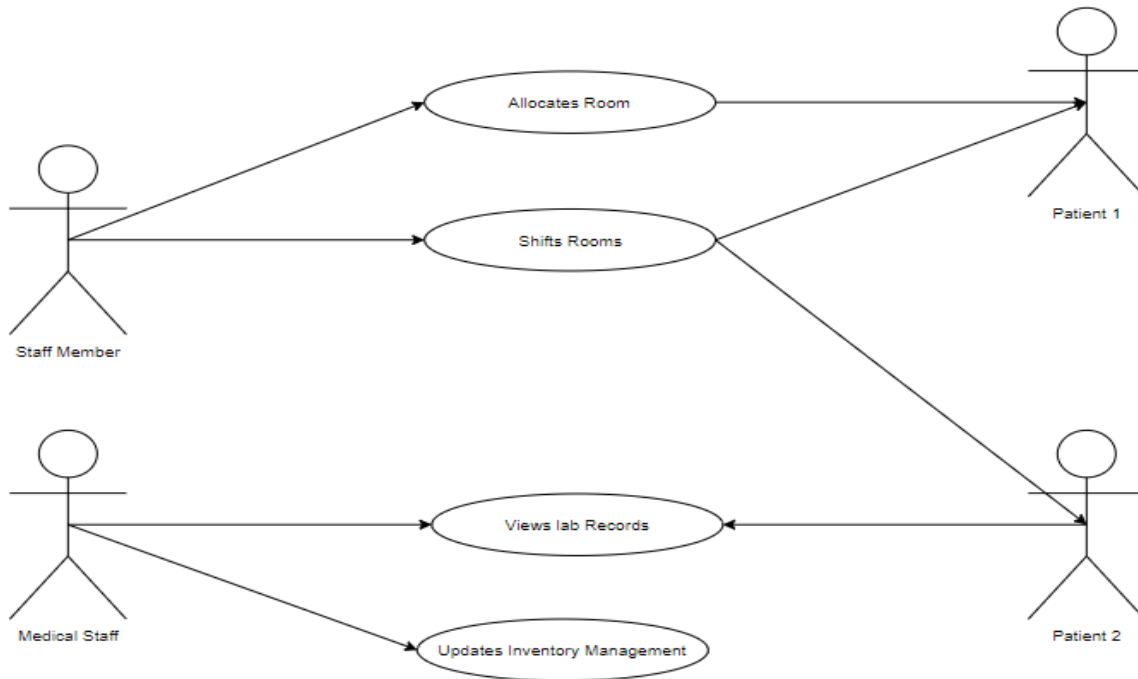 Allocates Room
Patient 1
Shifts Rooms
Staff Member
Views lab Records
Medical Staff
Patient 2
Updates Inventory Management